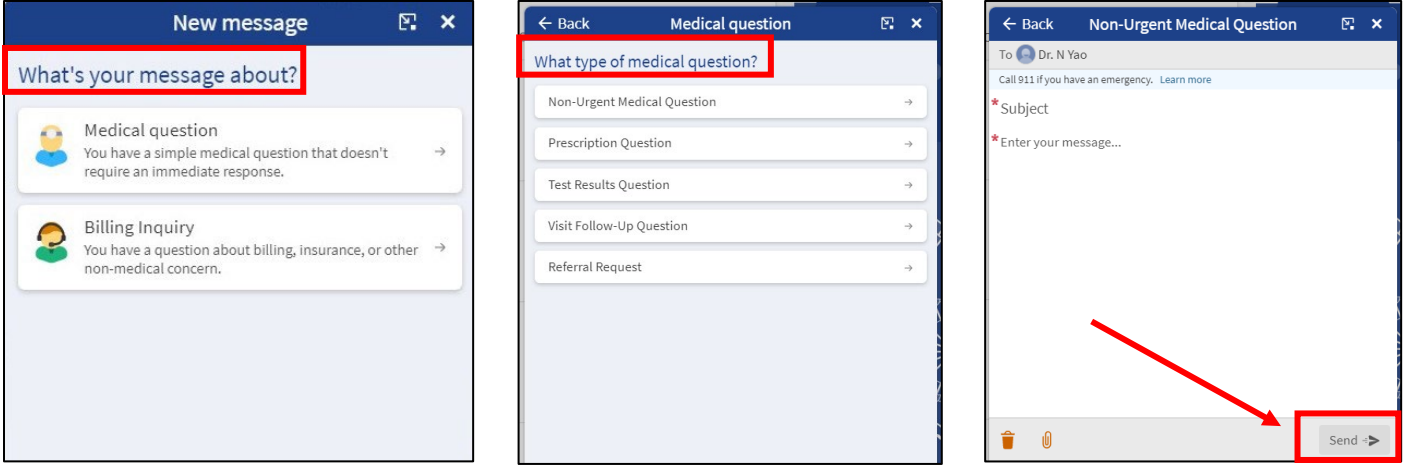 New message
What's your message about?
Medical question
You have a simple medical question that doesn't
require an immediate response.
Billing Inquiry
You have a question about billing, insurance, or other
non-medical concern.
← Back Medical question
What type of medical question?
Non-Urgent Medical Question
Prescription Question
Test Results Question
Visit Follow-Up Question
Referral Request
← Back Non-Urgent Medical Question
To Dr. N Yao
Call 911 if you have an emergency. Learn more
*Subject
*Enter your message...
Send